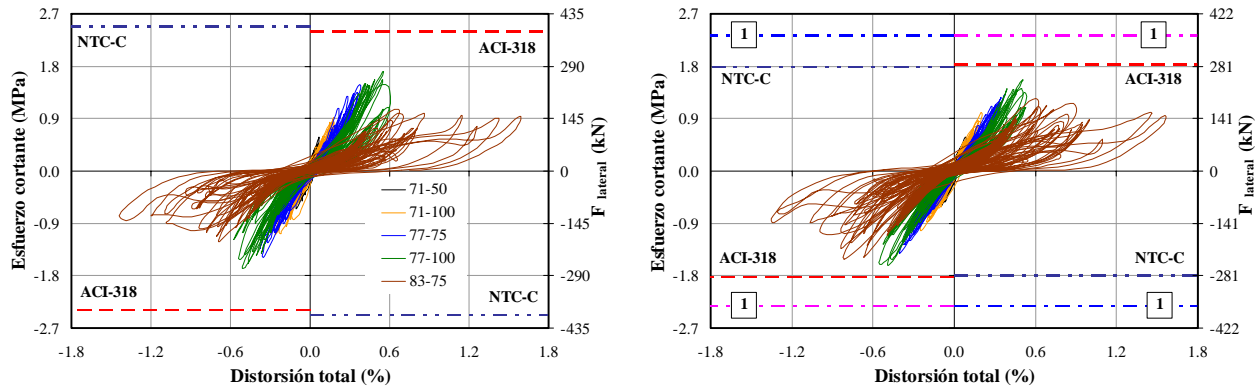 2.7
1.8
0.9
0.0
-0.9
-1.8
-2.7
Esfuerzo cortante (MPa)
-1.8 -1.2 -0.6 0.0 0.6 1.2 1.8
Distorsión total (%)
435
290
145
0
-145
-290
-435
F lateral (kN)
NTC-C
ACI-318
71-50
71-100
77-75
77-100
83-75
ACI-318
NTC-C
2.7
1.8
0.9
0.0
-0.9
-1.8
-2.7
Esfuerzo cortante (MPa)
-1.8 -1.2 -0.6 0.0 0.6 1.2 1.8
Distorsión total (%)
422
281
141
0
-141
-281
-422
F lateral (kN)
1 1
NTC-C
ACI-318
ACI-318
NTC-C
1 1